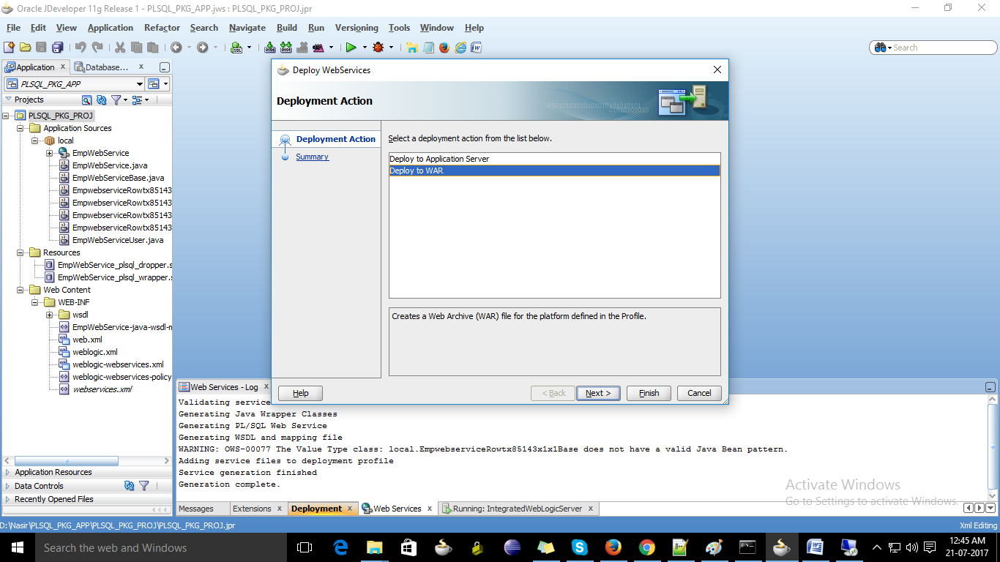 Oracle JDeveloper 11g Release 1 - PLSQL_PKG_APP.jws : PLSQL_PKG_PROJ.jpr
File Edit View Application Refactor Search Navigate Build Run Versioning Tools Window Help
Search
Application Database...
PLSQL_PKG_APP
Projects
PLSQL_PKG_PROJ
Application Sources
local
EmpWebService
EmpWebService.java
EmpWebServiceBase.java
EmpwebserviceRowtx85143
EmpwebserviceRowtx85143
EmpwebserviceRowtx85143
EmpwebserviceRowtx85143
EmpWebServiceUser.java
Resources
EmpWebService_plsql_dropper.s
EmpWebService_plsql_wrapper.s
Web Content
WEB-INF
wsdl
EmpWebService-java-wsdl-m
web.xml
weblogic.xml
weblogic-webservices.xml
weblogic-webservices-policy
webservices.xml
Application Resources
Data Controls
Recently Opened Files
Deploy WebServices
Deployment Action
Deployment Action
Summary
Select a deployment action from the list below.
Deploy to Application Server
Deploy to WAR
Creates a Web Archive (WAR) file for the platform defined in the Profile.
Help < Back Next > Finish Cancel
Web Services - Log
Validating service
Generating Java Wrapper Classes
Generating PL/SQL Web Service
Generating WSDL and mapping file
WARNING: OWS-00077 The Value Type class: local.EmpwebserviceRowtx85143x1x1Base does not have a valid Java Bean pattern.
Adding service files to deployment profile
Service generation finished
Generation complete.
Activate Windows
Go to Settings to activate Windows.
Messages Extensions Deployment Web Services Running: IntegratedWebLogicServer
D:\Nasir\PLSQL_PKG_APP\PLSQL_PKG_PROJ\PLSQL_PKG_PROJ.jpr Xml Editing
Search the web and Windows
12:45 AM
21-07-2017